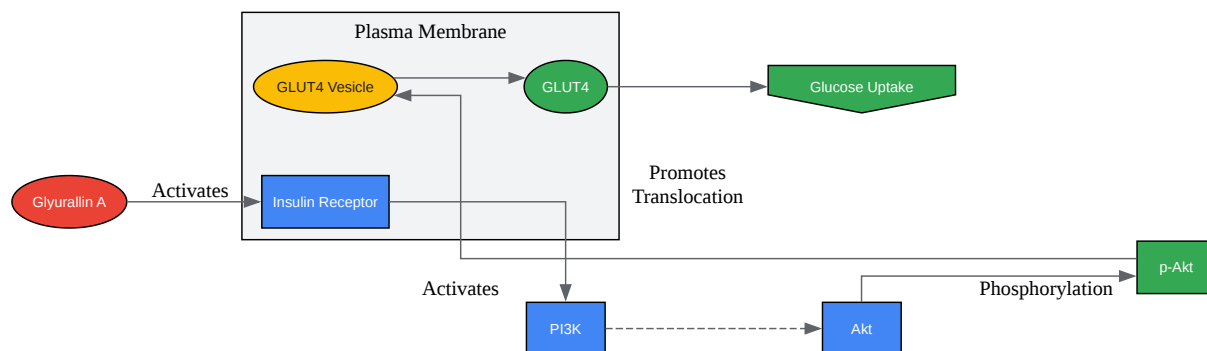 Plasma Membrane
GLUT4 Vesicle
GLUT4
Glucose Uptake
Glyurallin A
Activates
Insulin Receptor
Promotes
Translocation
p-Akt
Activates
Phosphorylation
PI3K
Akt